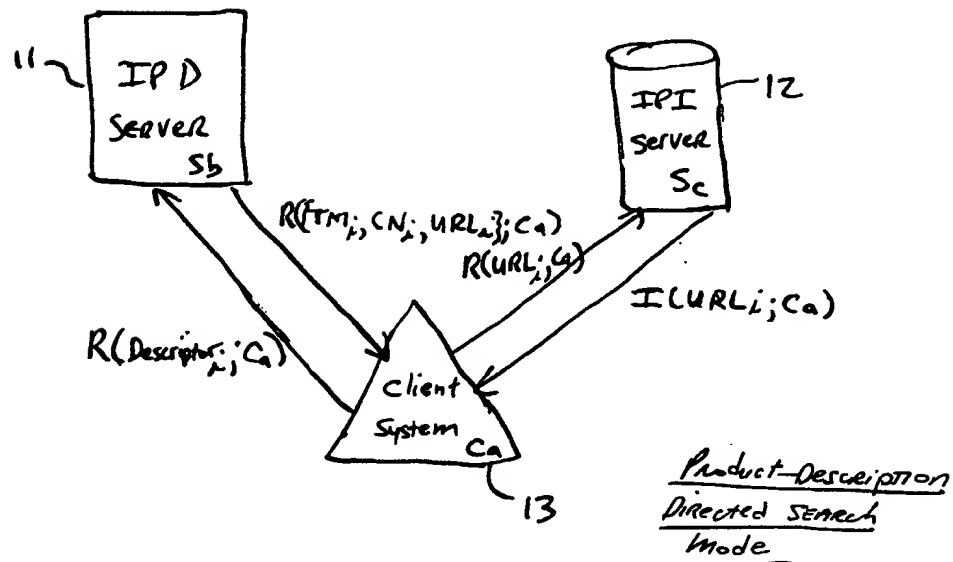 11
IPD
Server
Sb
12
IPI
Server
Sc
R({TMi, CNi, URLi}; Ca)
R(URLi; Ca)
I(URLi; Ca)
R(Descriptori; Ca)
Client
System
Ca
13
Product-Description
Directed Search
Mode